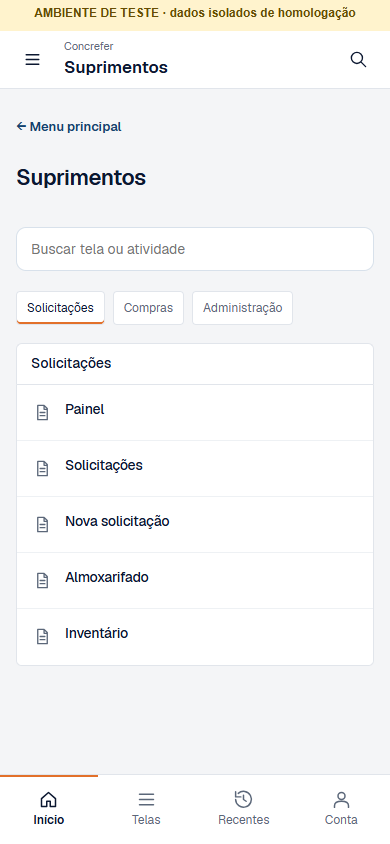 AMBIENTE DE TESTE · dados isolados de homologação
Concrefer
Suprimentos
← Menu principal
Suprimentos
Buscar tela ou atividade
Solicitações
Compras
Administração
Solicitações
Painel
Solicitações
Nova solicitação
Almoxarifado
Inventário
Início
Telas
Recentes
Conta